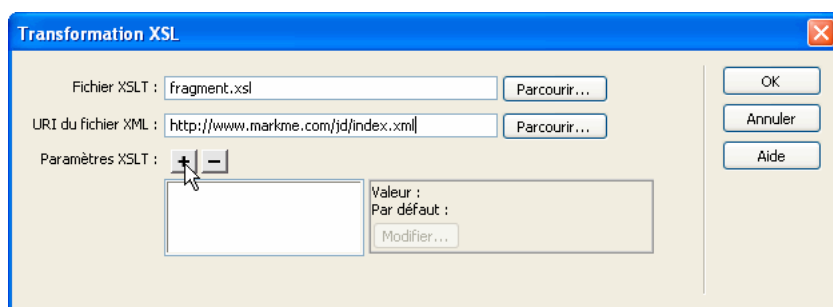 Transformation XSL
Fichier XSLT : fragment.xsl Parcourir... OK
URI du fichier XML : http://www.markme.com/jd/index.xml Parcourir... Annuler
Paramètres XSLT : + − Aide
Valeur :
Par défaut :
Modifier...